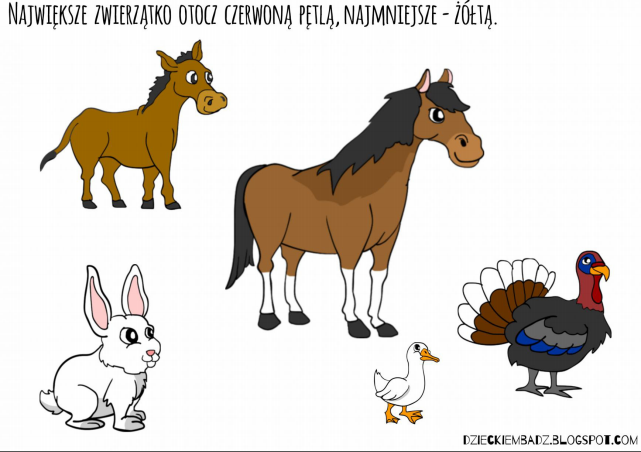 Największe zwierzątko otocz czerwoną pętlą, najmniejsze - żółtą.
dzieckiembadz.blogspot.com